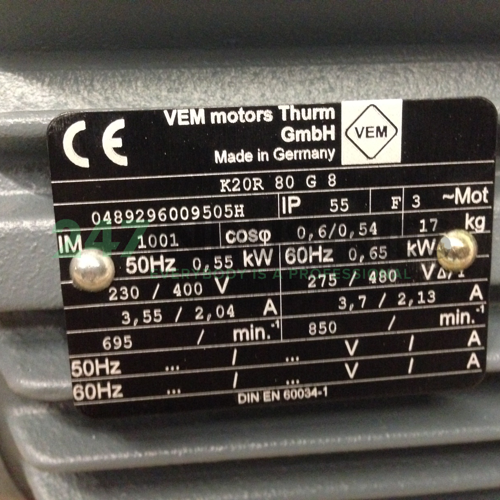 CE
VEM motors Thurm
GmbH
VEM
Made in Germany
K20R 80 G 8
0489296009505H IP 55 F 3 ~Mot
IM 1001 cosφ 0,6/0,54 17 kg
50Hz 0,55 kW 60Hz 0,65 kW
230 / 400 V 275 / 480 V Δ/Y
3,55 / 2,04 A 3,7 / 2,13 A
695 / min.-1 850 / min.-1
50Hz ... / ... V / A
60Hz ... / ... V / A
DIN EN 60034-1